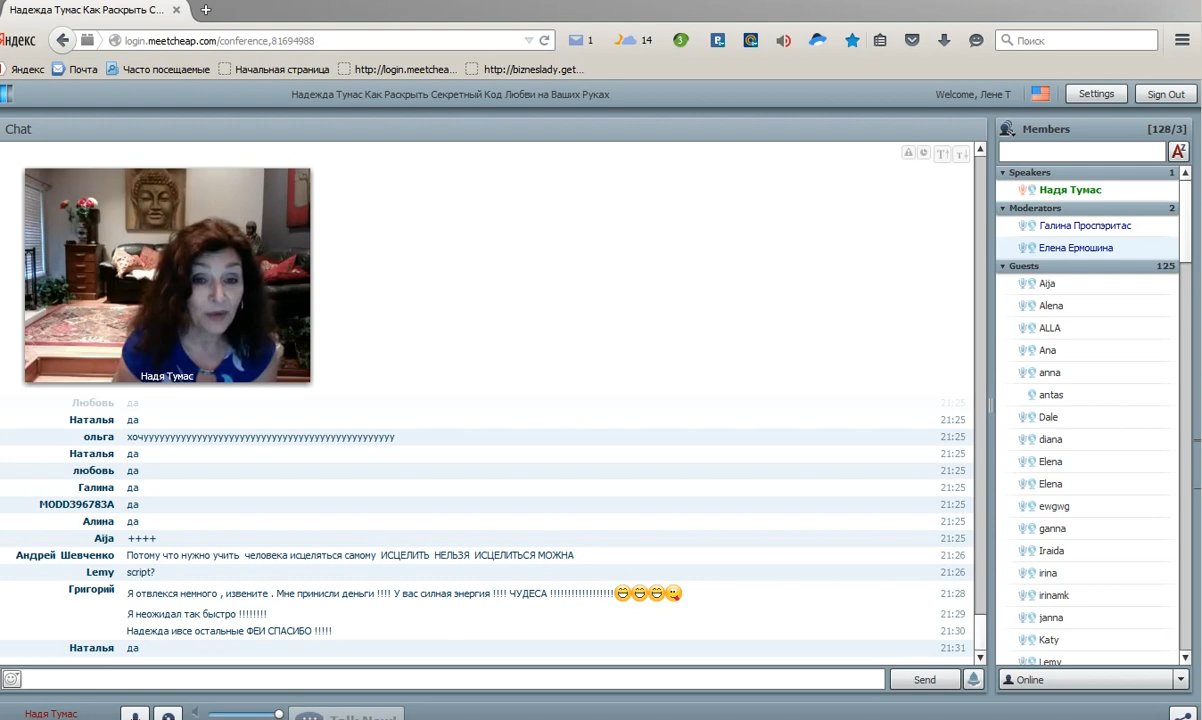 Надежда Тумас Как Раскрыть С...
Яндекс
login.meetcheap.com/conference,81694988
1
14
3
Поиск
Яндекс Почта Часто посещаемые Начальная страница http://login.meetchea... http://bizneslady.get...
Надежда Тумас Как Раскрыть Секретный Код Любви на Ваших Руках
Welcome, Лене Т
Settings
Sign Out
Chat
Надя Тумас
Любовь да 21:25
Наталья да 21:25
ольга 21:25
Наталья да 21:25
любовь да 21:25
Галина да 21:25
MODD396783A да 21:25
Алина да 21:25
Aija ++++ 21:25
Андрей Шевченко Потому что нужно учить человека исцеляться самому ИСЦЕЛИТЬ НЕЛЬЗЯ ИСЦЕЛИТЬСЯ МОЖНА 21:26
Lemy script? 21:26
Григорий Я отвлекся немного , извените . Мне принисли деньги !!!! У вас силная энергия !!!! ЧУДЕСА !!!!!!!!!!!!!!!!!! 21:28
Я неожидал так быстро !!!!!!!! 21:29
Надежда ивсе остальные ФЕИ СПАСИБО !!!!! 21:30
Наталья да 21:31
Send
Надя Тумас
Talk Now!
Members [128/3]
Speakers 1
Надя Тумас
Moderators 2
Галина Проспэритас
Елена Ермошина
Guests 125
Aija
Alena
ALLA
Ana
anna
antas
Dale
diana
Elena
Elena
ewgwg
ganna
Iraida
irina
irinamk
janna
Katy
Lemy
Online